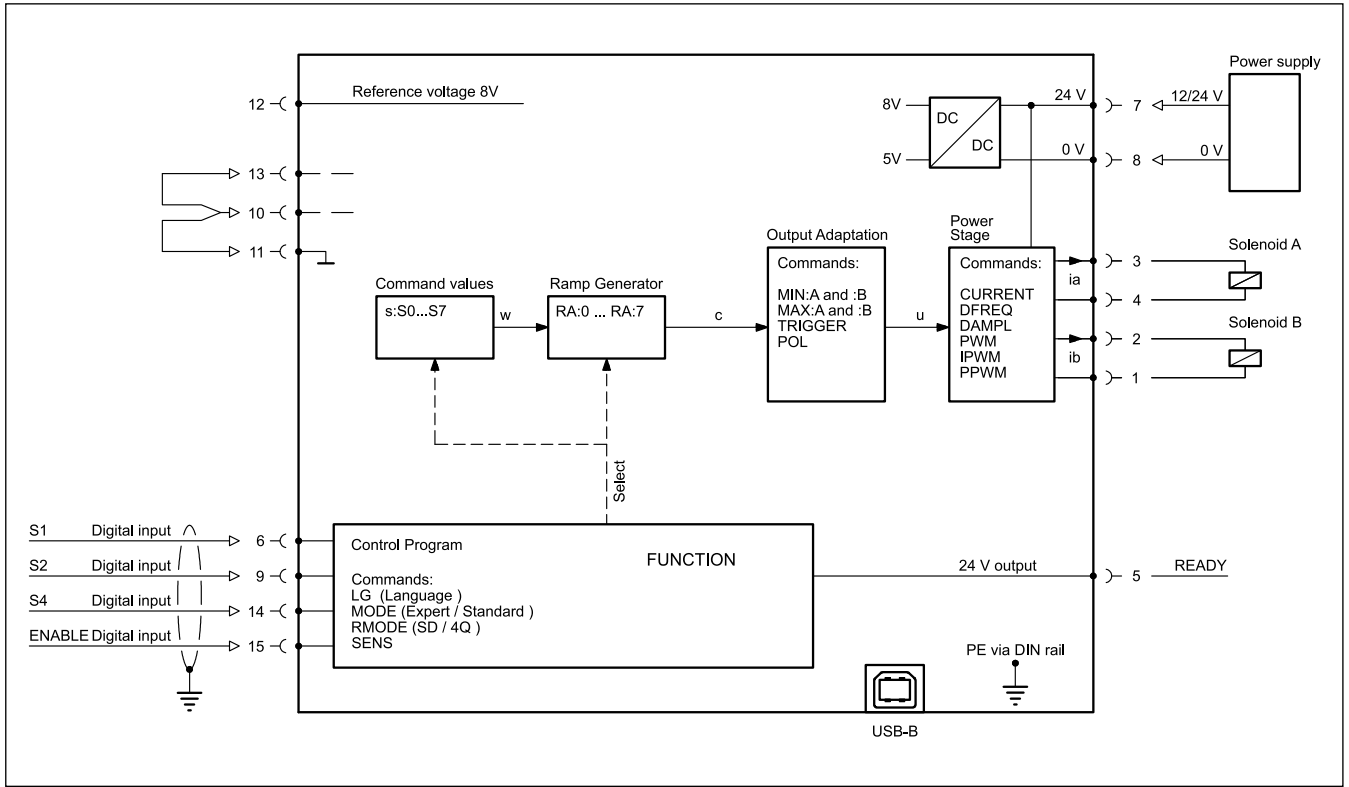 Power supply
12
Reference voltage 8V
8V
DC
DC
5V
24 V
7
12/24 V
0 V
8
0 V
13
10
11
Command values
s:S0...S7
w
Ramp Generator
RA:0 ... RA:7
c
Output Adaptation
Commands:
MIN:A and :B
MAX:A and :B
TRIGGER
POL
u
Power
Stage
Commands:
CURRENT
DFREQ
DAMPL
PWM
IPWM
PPWM
ia
3
4
Solenoid A
ib
2
1
Solenoid B
Select
S1 Digital input
6
S2 Digital input
9
S4 Digital input
14
ENABLE Digital input
15
Control Program
FUNCTION
Commands:
LG (Language )
MODE (Expert / Standard )
RMODE (SD / 4Q )
SENS
24 V output
5
READY
PE via DIN rail
USB-B